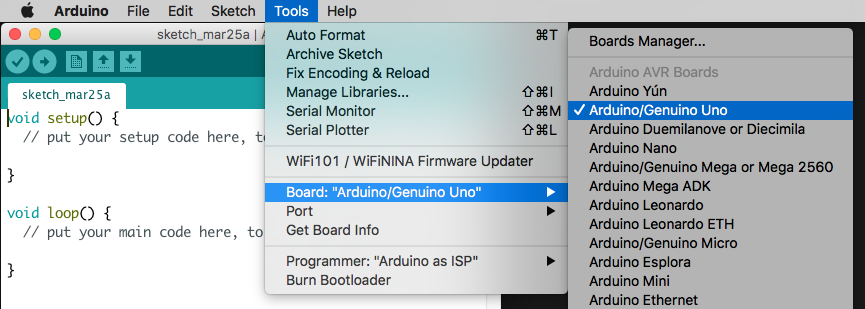 Arduino File Edit Sketch Tools Help
sketch_mar25a | A
sketch_mar25a
void setup() {
// put your setup code here, to
}
void loop() {
// put your main code here, to
}
Auto Format ⌘T
Archive Sketch
Fix Encoding & Reload
Manage Libraries... ⇧⌘I
Serial Monitor ⇧⌘M
Serial Plotter ⇧⌘L
WiFi101 / WiFiNINA Firmware Updater
Board: "Arduino/Genuino Uno"
Port
Get Board Info
Programmer: "Arduino as ISP"
Burn Bootloader
Boards Manager...
Arduino AVR Boards
Arduino Yún
✓ Arduino/Genuino Uno
Arduino Duemilanove or Diecimila
Arduino Nano
Arduino/Genuino Mega or Mega 2560
Arduino Mega ADK
Arduino Leonardo
Arduino Leonardo ETH
Arduino/Genuino Micro
Arduino Esplora
Arduino Mini
Arduino Ethernet